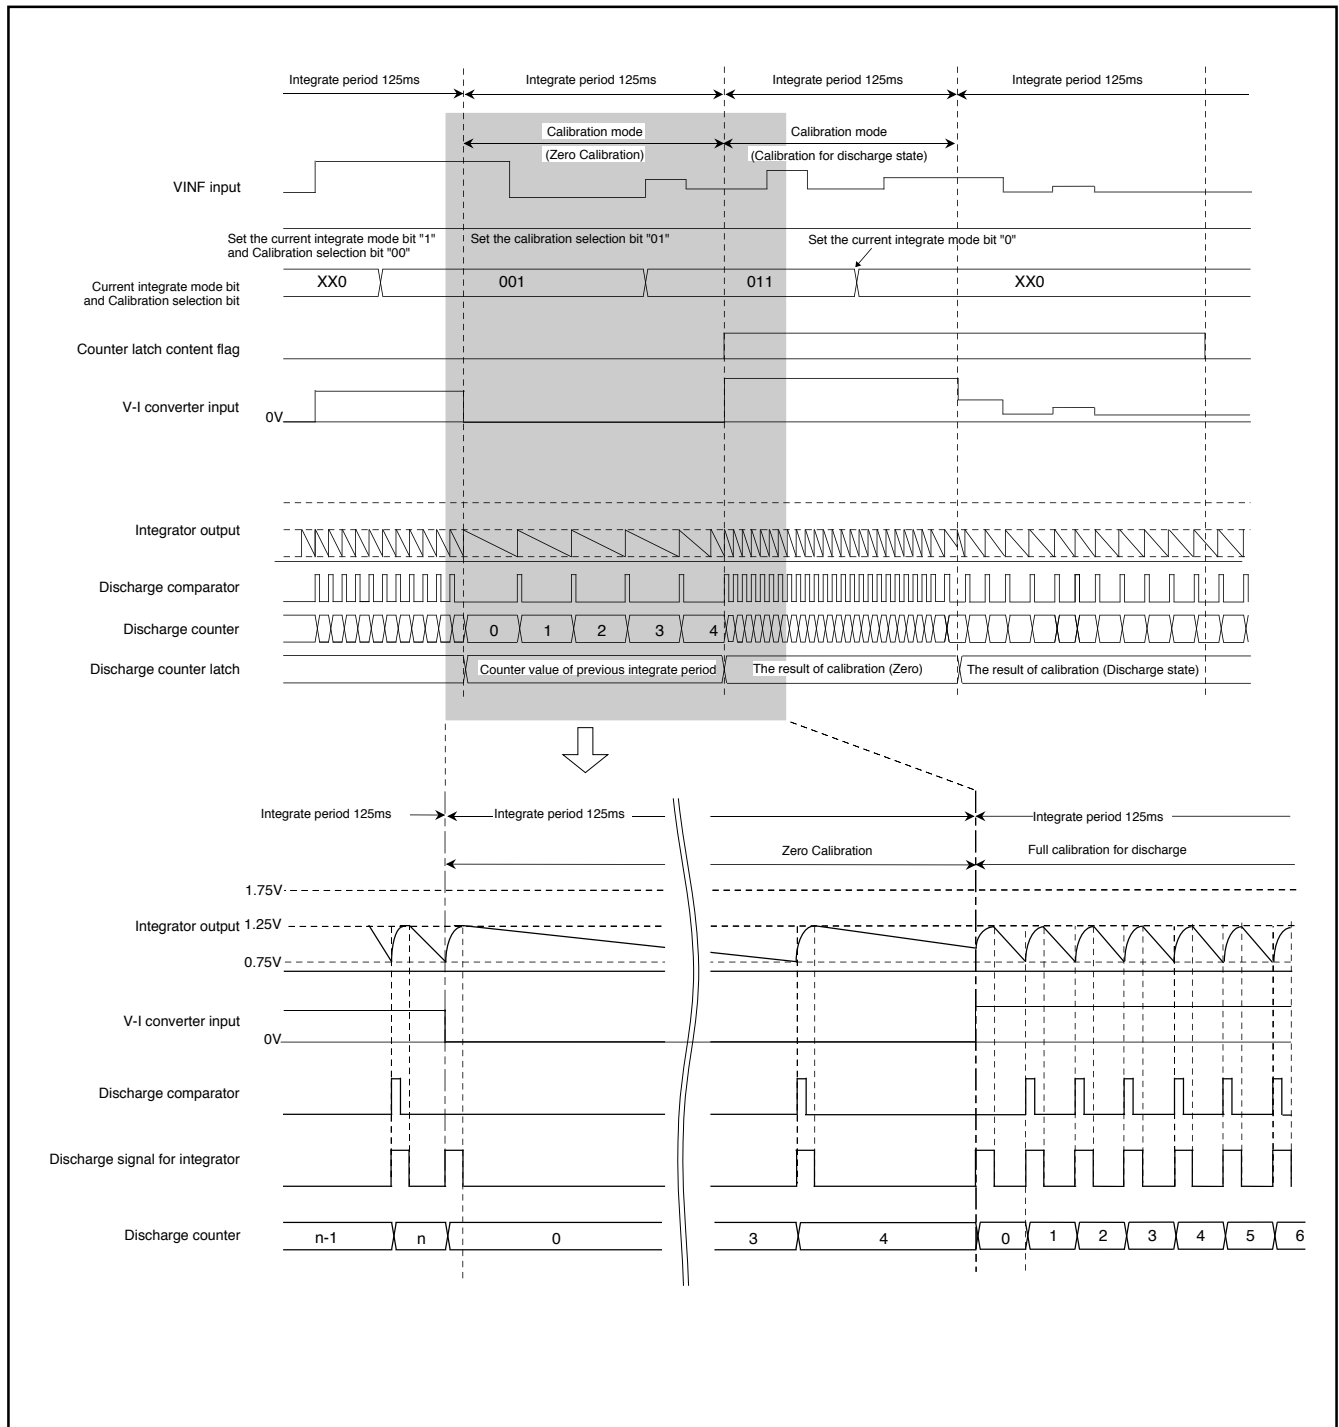 Integrate period 125ms
Integrate period 125ms
Integrate period 125ms
Integrate period 125ms
Calibration mode
(Zero Calibration)
Calibration mode
(Calibration for discharge state)
VINF input
Set the current integrate mode bit "1"
and Calibration selection bit "00"
Set the calibration selection bit "01"
Set the current integrate mode bit "0"
Current integrate mode bit
and Calibration selection bit
XX0
001
011
XX0
Counter latch content flag
V-I converter input
0V
Integrator output
Discharge comparator
Discharge counter
0
1
2
3
4
Discharge counter latch
Counter value of previous integrate period
The result of calibration (Zero)
The result of calibration (Discharge state)
Integrate period 125ms
Integrate period 125ms
Integrate period 125ms
Zero Calibration
Full calibration for discharge
1.75V
Integrator output
1.25V
0.75V
V-I converter input
0V
Discharge comparator
Discharge signal for integrator
Discharge counter
n-1
n
0
3
4
0
1
2
3
4
5
6